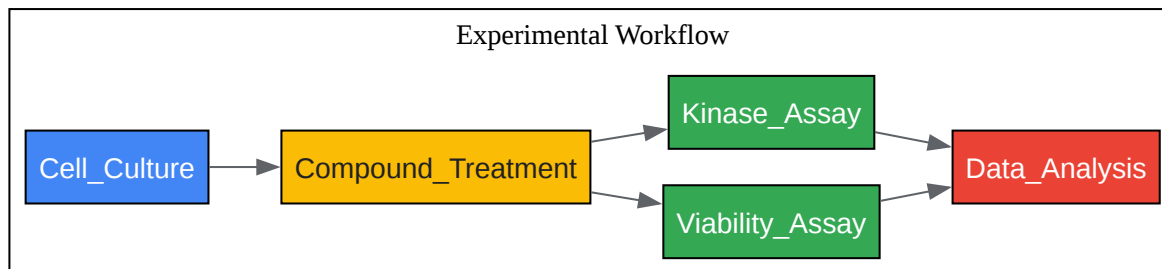 Experimental Workflow
Cell_Culture
Compound_Treatment
Kinase_Assay
Viability_Assay
Data_Analysis